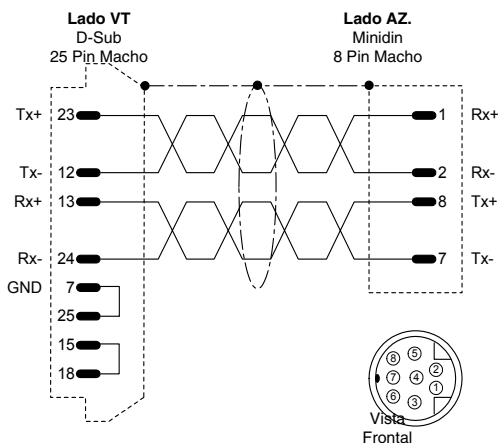 Lado VT
D-Sub
25 Pin Macho
Lado AZ.
Minidin
8 Pin Macho
Tx+ 23 1 Rx+
Tx- 12 2 Rx-
Rx+ 13 8 Tx+
Rx- 24 7 Tx-
GND 7
25
15
18
8 5 2
7 4 1
6 3
Vista
Frontal